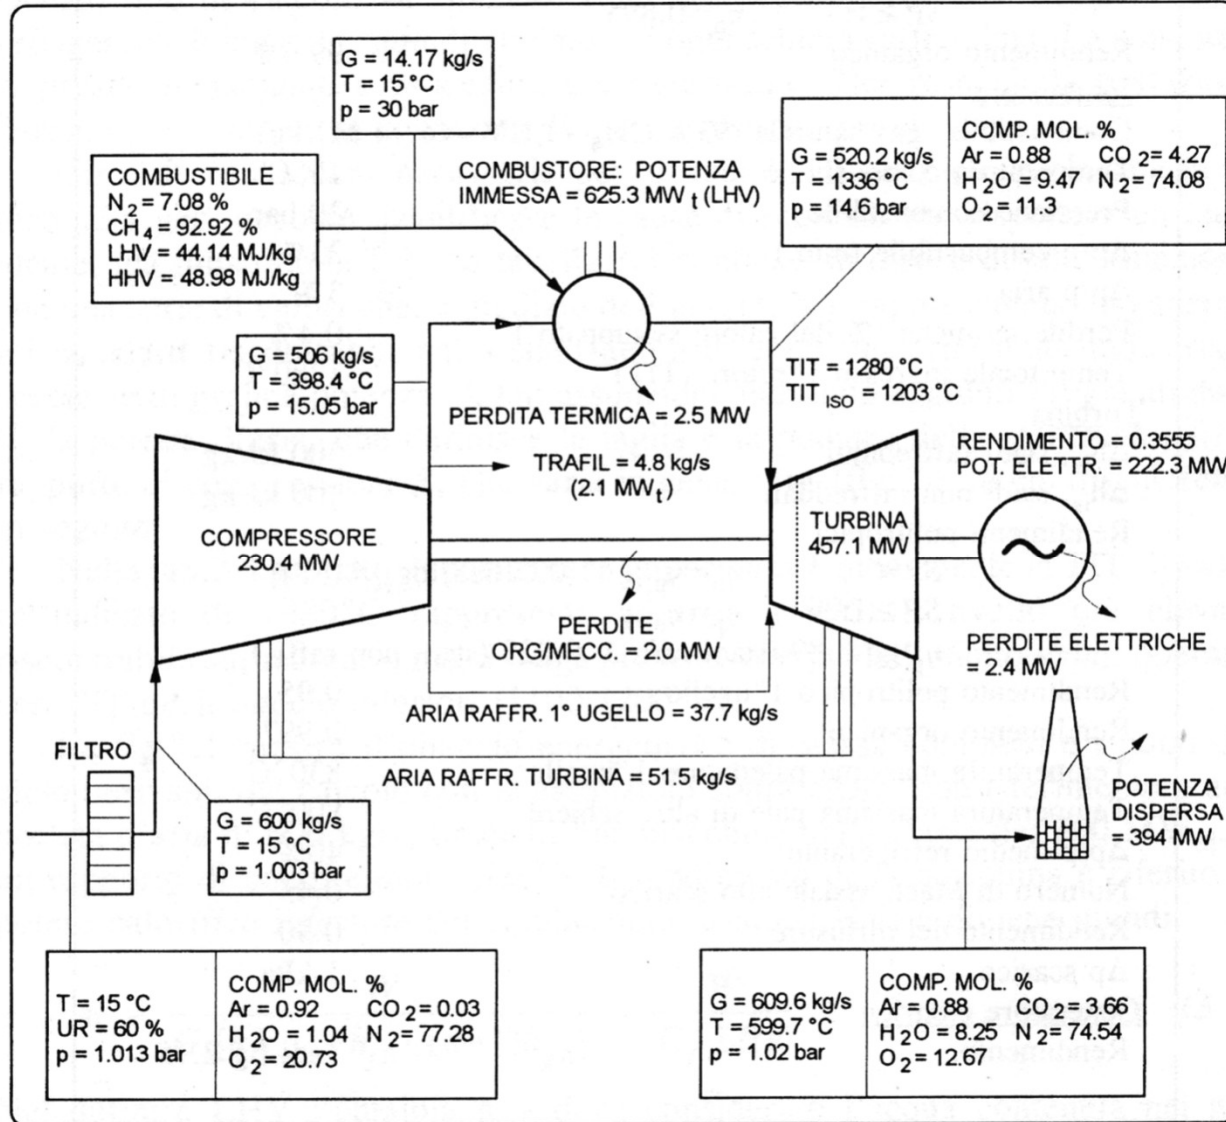 G = 14.17 kg/s
T = 15 °C
p = 30 bar
COMBUSTIBILE
N2 = 7.08 %
CH4 = 92.92 %
LHV = 44.14 MJ/kg
HHV = 48.98 MJ/kg
COMBUSTORE: POTENZA
IMMESSA = 625.3 MWt (LHV)
G = 520.2 kg/s
T = 1336 °C
p = 14.6 bar
COMP. MOL. %
Ar = 0.88 CO2 = 4.27
H2O = 9.47 N2 = 74.08
O2 = 11.3
G = 506 kg/s
T = 398.4 °C
p = 15.05 bar
TIT = 1280 °C
TIT ISO = 1203 °C
PERDITA TERMICA = 2.5 MW
TRAFIL = 4.8 kg/s
(2.1 MWt)
RENDIMENTO = 0.3555
POT. ELETTR. = 222.3 MW
COMPRESSORE
230.4 MW
TURBINA
457.1 MW
PERDITE
ORG/MECC. = 2.0 MW
PERDITE ELETTRICHE
= 2.4 MW
ARIA RAFFR. 1° UGELLO = 37.7 kg/s
ARIA RAFFR. TURBINA = 51.5 kg/s
FILTRO
G = 600 kg/s
T = 15 °C
p = 1.003 bar
POTENZA
DISPERSA
= 394 MW
T = 15 °C
UR = 60 %
p = 1.013 bar
COMP. MOL. %
Ar = 0.92 CO2 = 0.03
H2O = 1.04 N2 = 77.28
O2 = 20.73
G = 609.6 kg/s
T = 599.7 °C
p = 1.02 bar
COMP. MOL. %
Ar = 0.88 CO2 = 3.66
H2O = 8.25 N2 = 74.54
O2 = 12.67